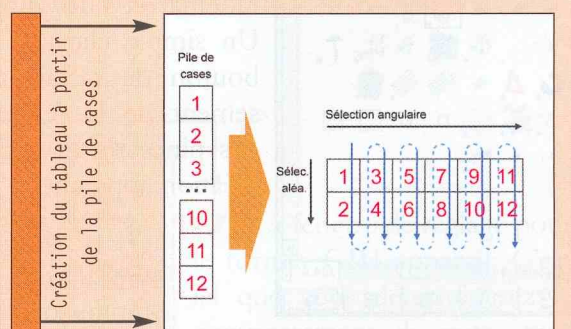 Création du tableau à partir
de la pile de cases
Pile de
cases
1
2
3
...
10
11
12
Sélection angulaire
Sélec.
aléa.
1 3 5 7 9 11
2 4 6 8 10 12